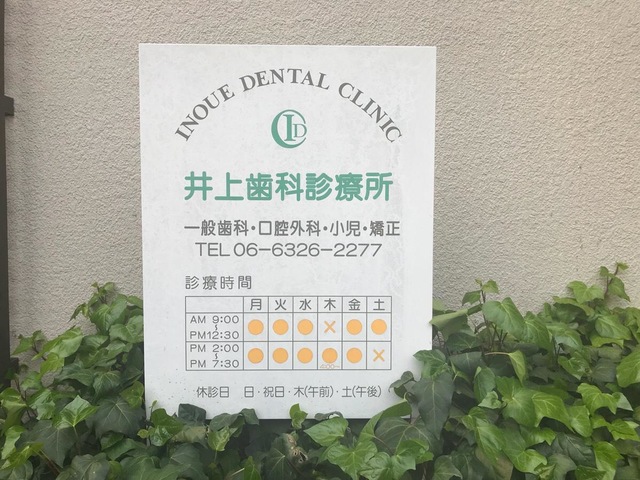 INOUE DENTAL CLINIC
ICD
井上歯科診療所
一般歯科・口腔外科・小児・矯正
TEL 06-6326-2277
診療時間
月 火 水 木 金 土
AM 9:00 〜 PM12:30 ● ● ● × ● ●
PM 2:00 〜 PM 7:30 ● ● ● ● ● ×
4:00〜
休診日 日・祝日・木(午前)・土(午後)